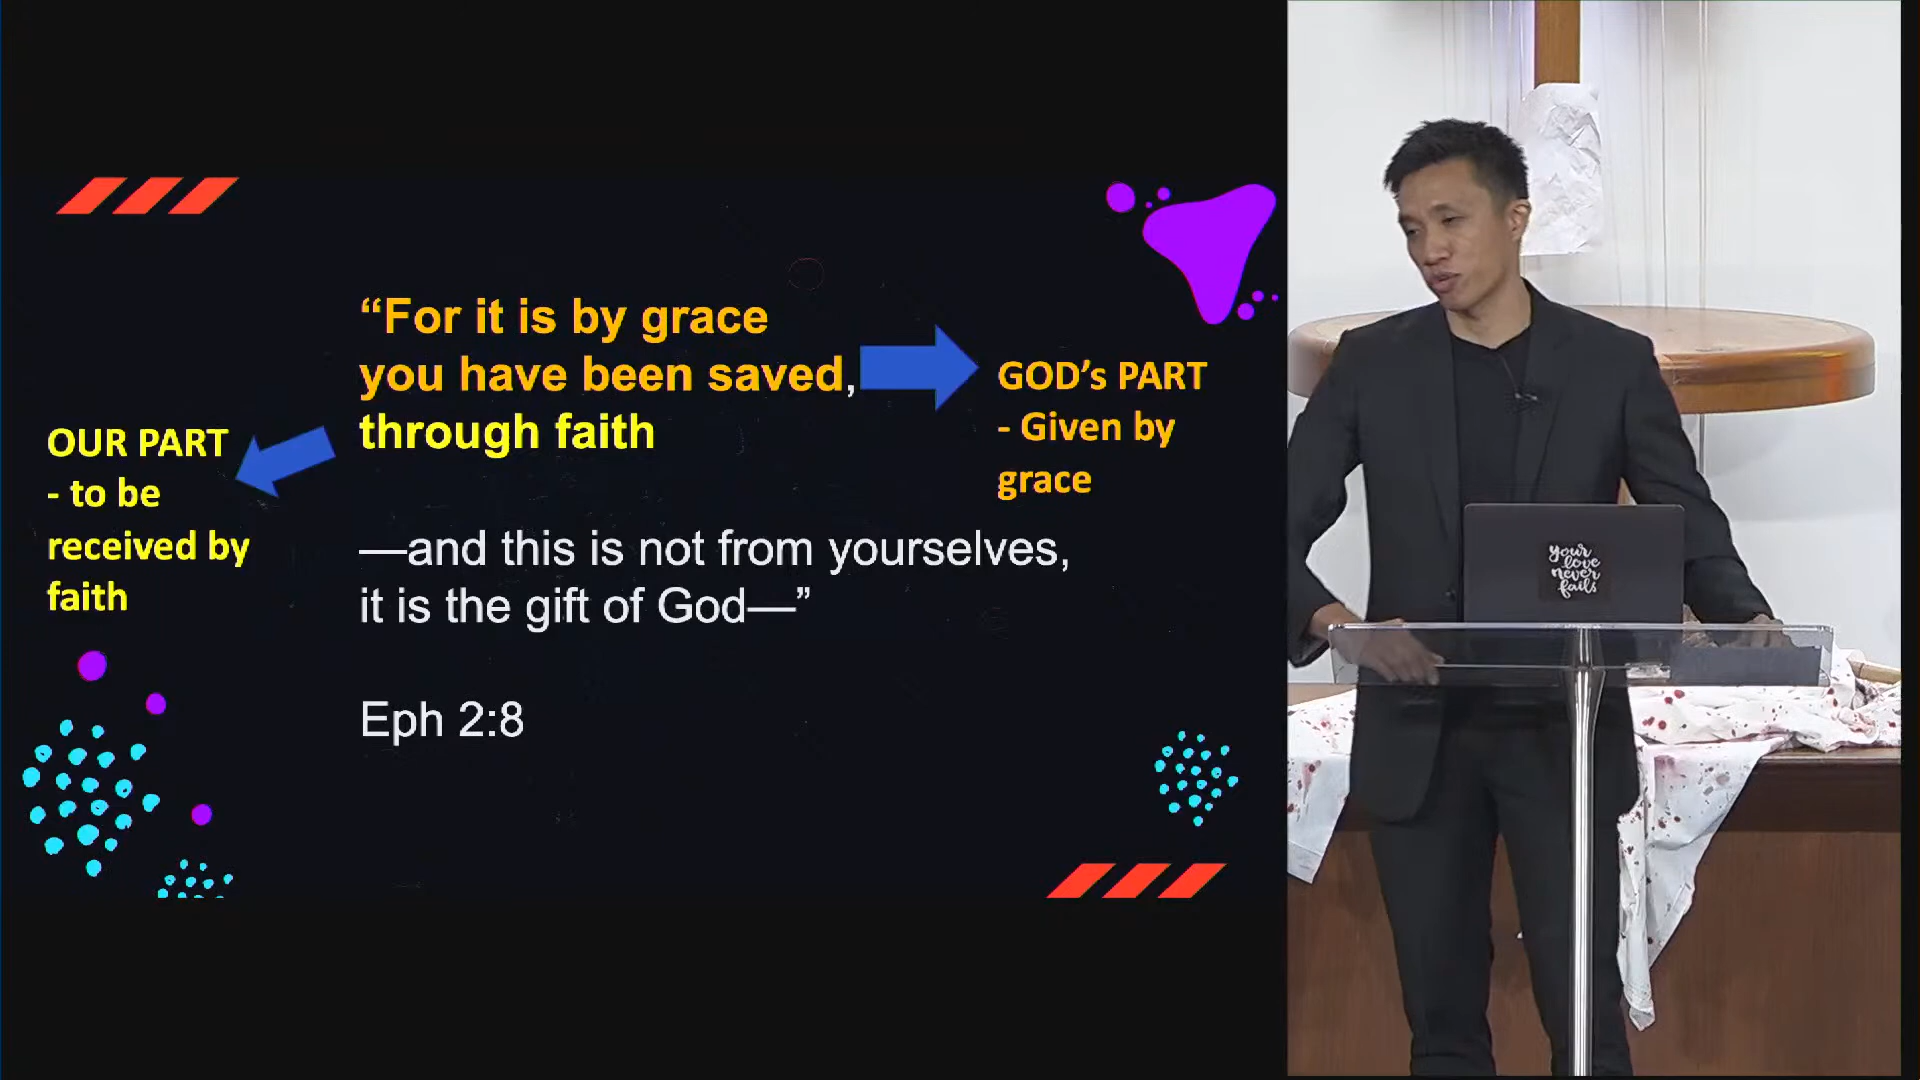 “For it is by grace
you have been saved,
through faith
GOD’s PART
- Given by
grace
OUR PART
- to be
received by
faith
—and this is not from yourselves,
it is the gift of God—”
Eph 2:8
your
love
never
fails